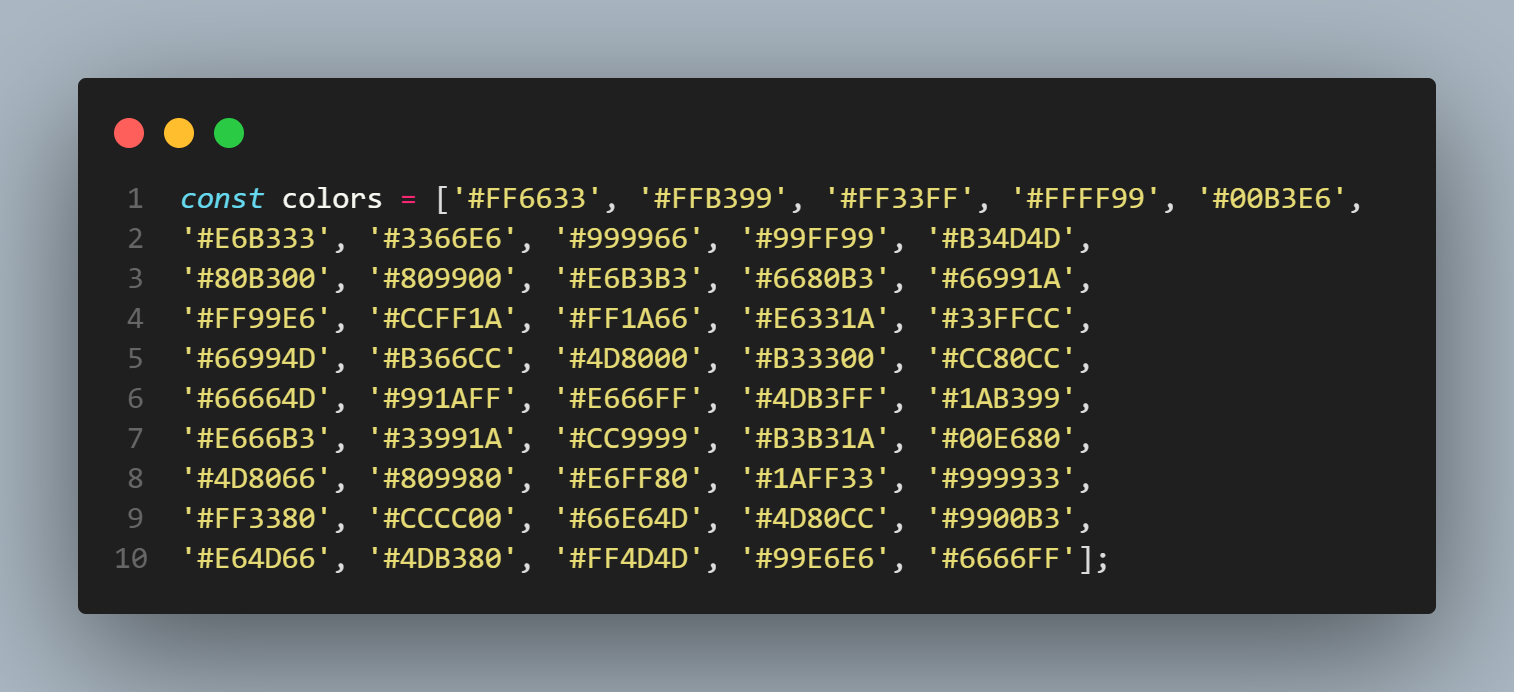 1 const colors = ['#FF6633', '#FFB399', '#FF33FF', '#FFFF99', '#00B3E6',
2 '#E6B333', '#3366E6', '#999966', '#99FF99', '#B34D4D',
3 '#80B300', '#809900', '#E6B3B3', '#6680B3', '#66991A',
4 '#FF99E6', '#CCFF1A', '#FF1A66', '#E6331A', '#33FFCC',
5 '#66994D', '#B366CC', '#4D8000', '#B33300', '#CC80CC',
6 '#66664D', '#991AFF', '#E666FF', '#4DB3FF', '#1AB399',
7 '#E666B3', '#33991A', '#CC9999', '#B3B31A', '#00E680',
8 '#4D8066', '#809980', '#E6FF80', '#1AFF33', '#999933',
9 '#FF3380', '#CCCC00', '#66E64D', '#4D80CC', '#9900B3',
10 '#E64D66', '#4DB380', '#FF4D4D', '#99E6E6', '#6666FF'];